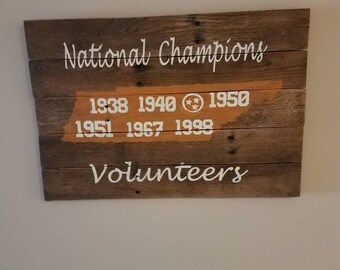 National Champions
1938 1940 1950
1951 1967 1998
Volunteers